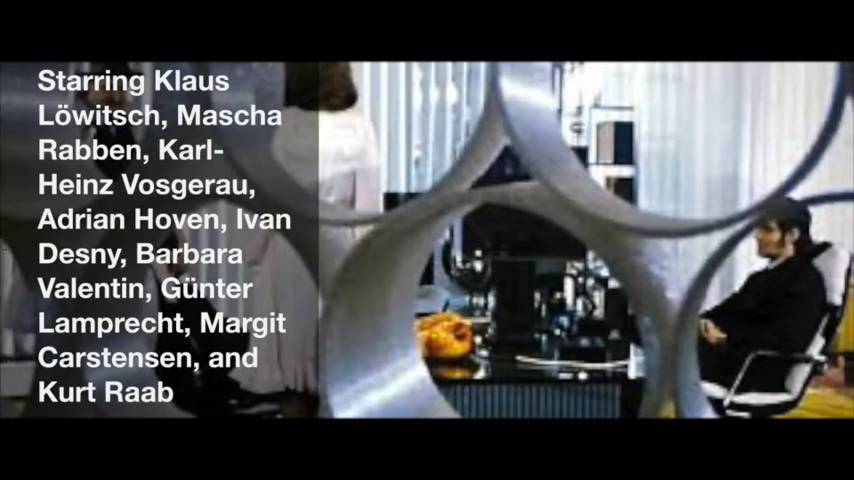 Starring Klaus
Löwitsch, Mascha
Rabben, Karl-
Heinz Vosgerau,
Adrian Hoven, Ivan
Desny, Barbara
Valentin, Günter
Lamprecht, Margit
Carstensen, and
Kurt Raab